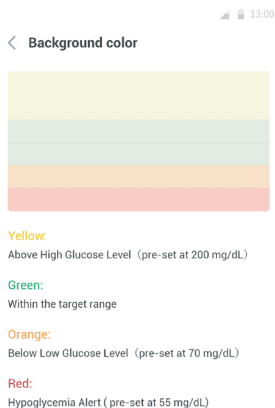 13:00
Background color
Yellow:
Above High Glucose Level（pre-set at 200 mg/dL）
Green:
Within the target range
Orange:
Below Low Glucose Level（pre-set at 70 mg/dL）
Red:
Hypoglycemia Alert ( pre-set at 55 mg/dL)